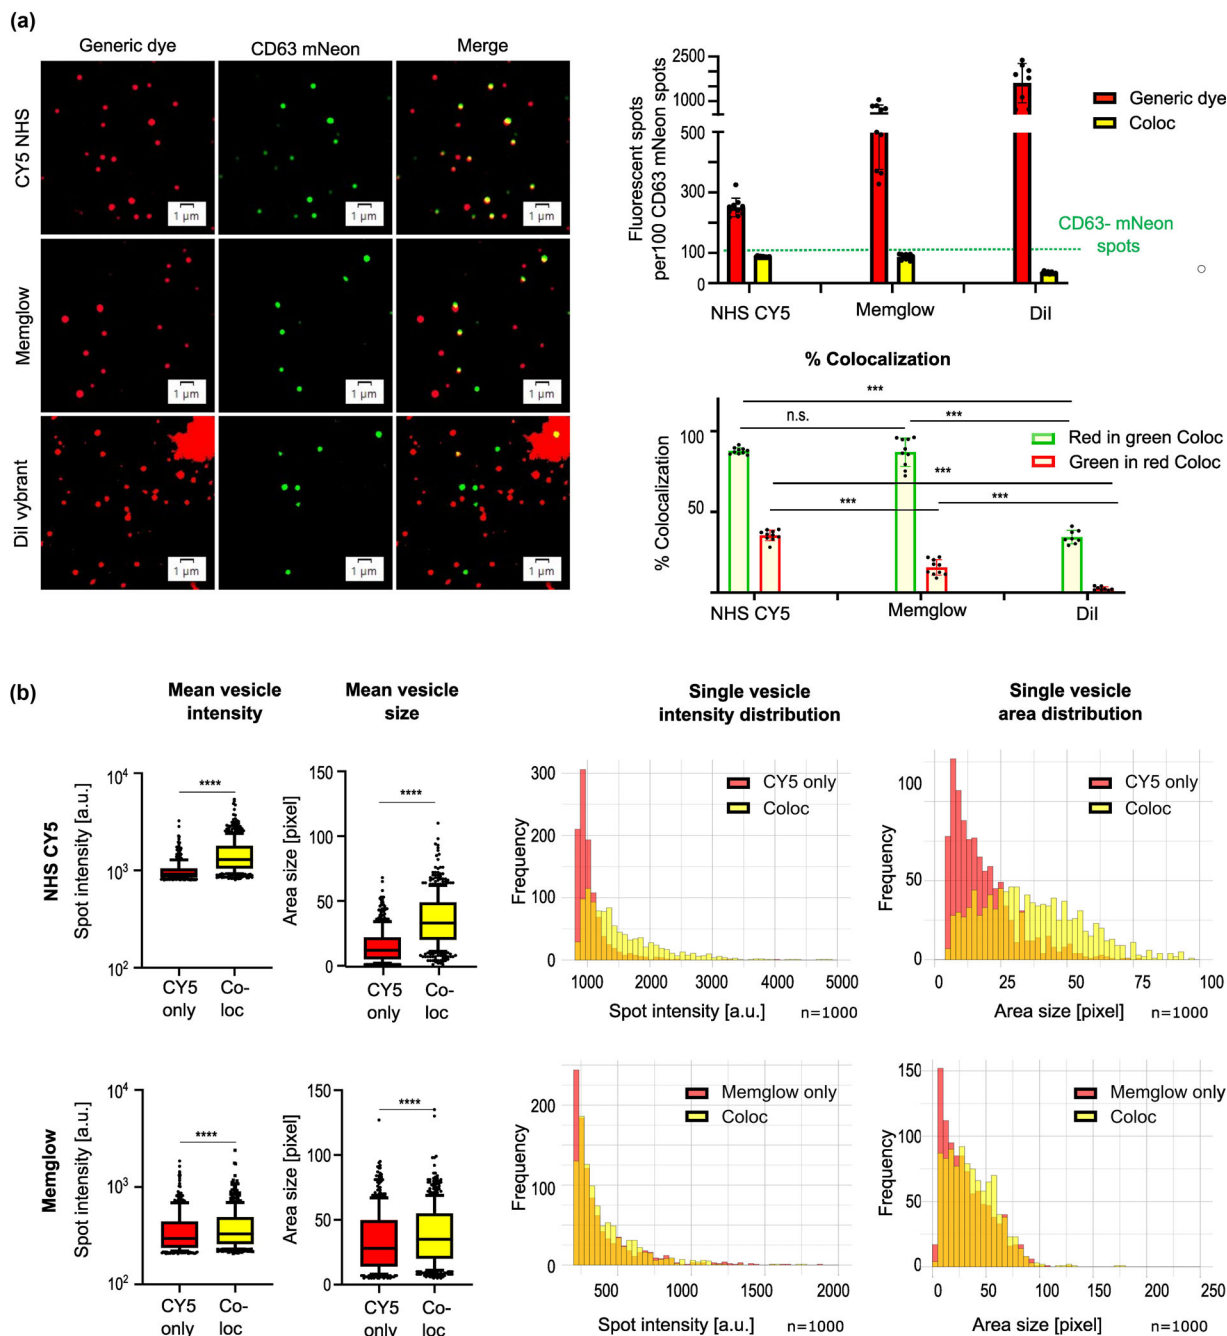 (a)
Generic dye
CD63 mNeon
Merge
CY5 NHS
1 µm
1 µm
1 µm
Memglow
1 µm
1 µm
1 µm
DiI vybrant
1 µm
1 µm
1 µm
Fluorescent spots
per100 CD63 mNeon spots
2500
1000
500
300
100
0
Generic dye
Coloc
CD63- mNeon
spots
NHS CY5
Memglow
DiI
% Colocalization
% Colocalization
100
50
***
n.s.
***
***
***
***
Red in green Coloc
Green in red Coloc
NHS CY5
Memglow
DiI
(b)
Mean vesicle
intensity
Mean vesicle
size
Single vesicle
intensity distribution
Single vesicle
area distribution
NHS CY5
Spot intensity [a.u.]
10⁴
10³
10²
****
CY5
only
Co-
loc
Area size [pixel]
150
100
50
0
****
CY5
only
Co-
loc
Frequency
300
200
100
0
CY5 only
Coloc
1000
2000
3000
4000
5000
Spot intensity [a.u.]
n=1000
Frequency
100
50
0
CY5 only
Coloc
0
25
50
75
100
Area size [pixel]
n=1000
Memglow
Spot intensity [a.u.]
10⁴
10³
10²
****
CY5
only
Co-
loc
Area size [pixel]
150
100
50
0
****
CY5
only
Co-
loc
Frequency
200
100
0
Memglow only
Coloc
500
1000
1500
2000
Spot intensity [a.u.]
n=1000
Frequency
150
100
50
0
Memglow only
Coloc
0
50
100
150
200
250
Area size [pixel]
n=1000